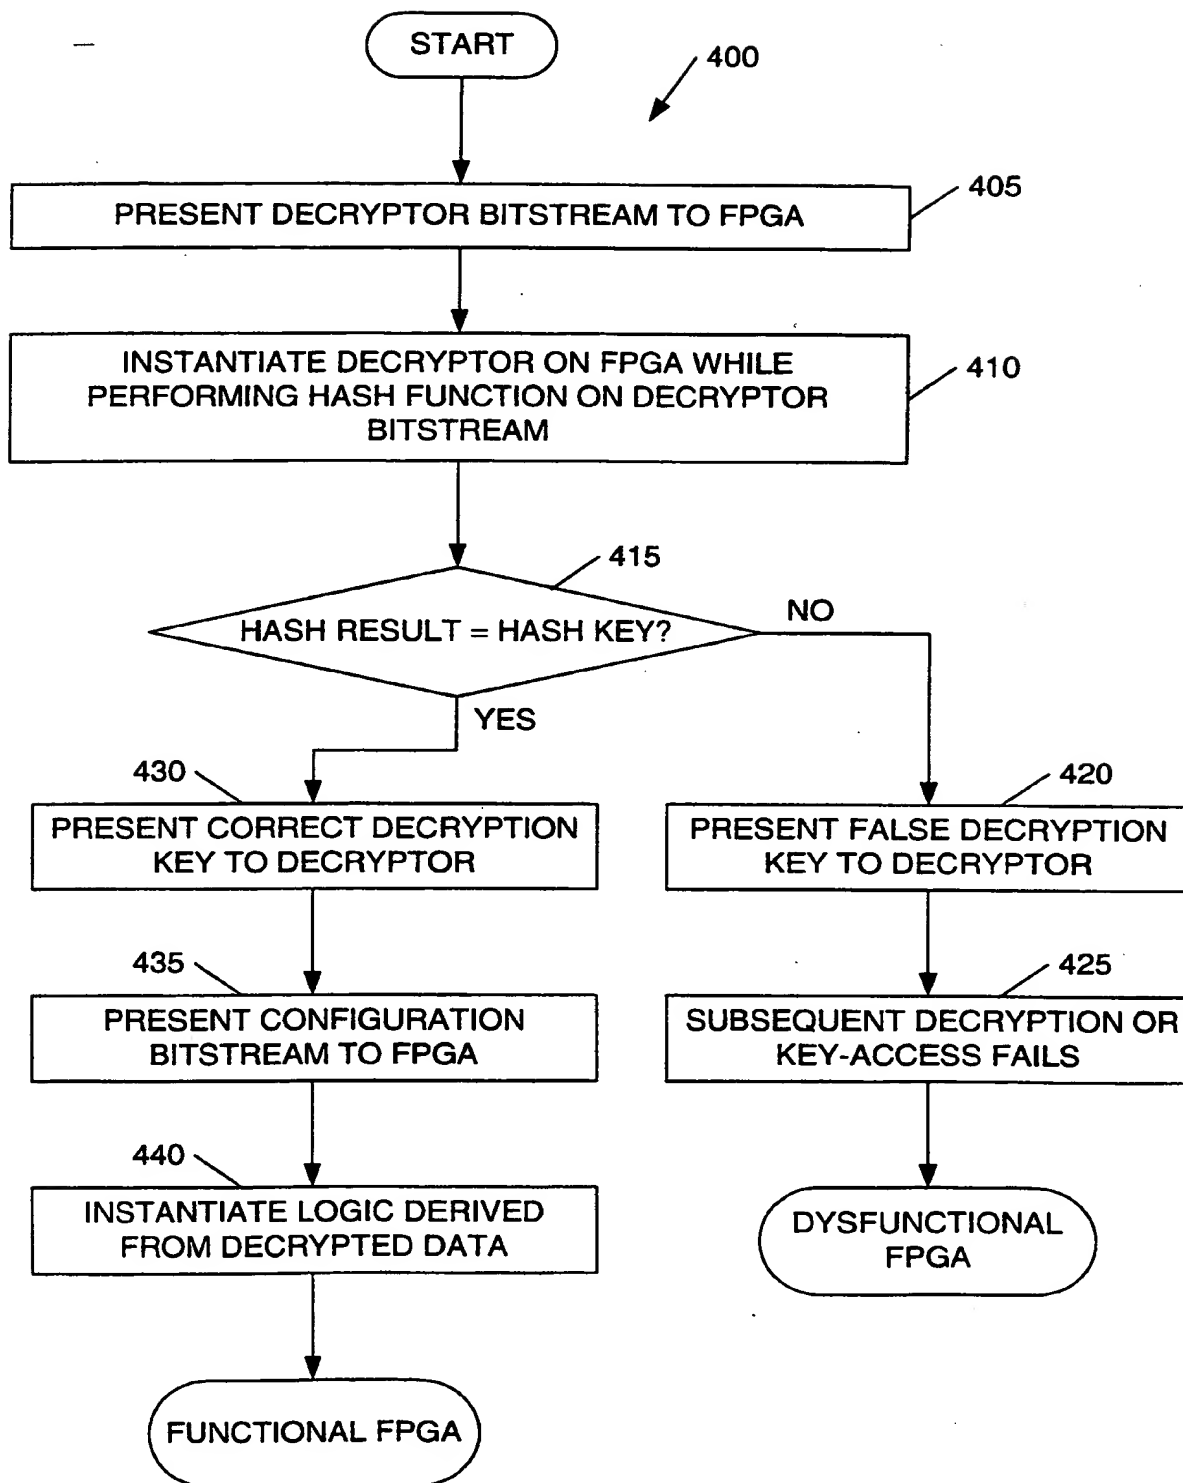 START
400
PRESENT DECRYPTOR BITSTREAM TO FPGA
405
INSTANTIATE DECRYPTOR ON FPGA WHILE
PERFORMING HASH FUNCTION ON DECRYPTOR
BITSTREAM
410
415
HASH RESULT = HASH KEY?
NO
YES
430
PRESENT CORRECT DECRYPTION
KEY TO DECRYPTOR
420
PRESENT FALSE DECRYPTION
KEY TO DECRYPTOR
435
PRESENT CONFIGURATION
BITSTREAM TO FPGA
425
SUBSEQUENT DECRYPTION OR
KEY-ACCESS FAILS
440
INSTANTIATE LOGIC DERIVED
FROM DECRYPTED DATA
DYSFUNCTIONAL
FPGA
FUNCTIONAL FPGA